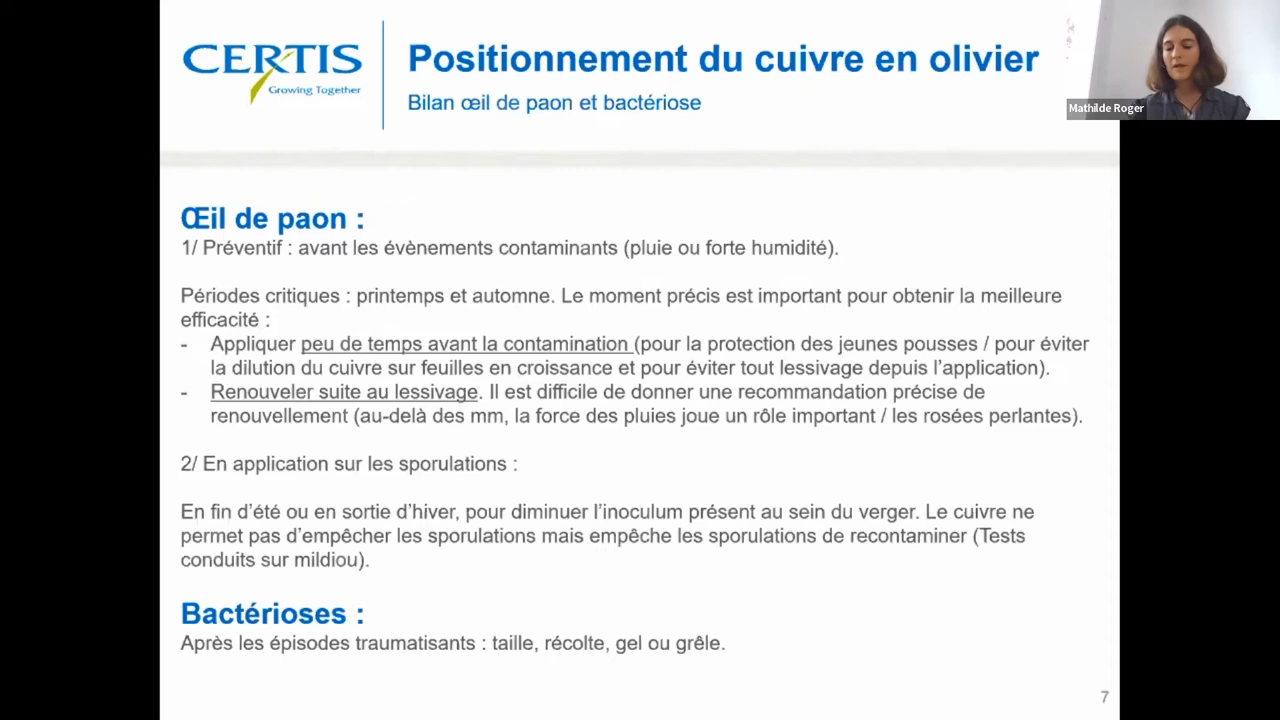 CERTIS
Growing Together
Positionnement du cuivre en olivier
Bilan œil de paon et bactériose
Mathilde Roger
Œil de paon :
1/ Préventif : avant les évènements contaminants (pluie ou forte humidité).
Périodes critiques : printemps et automne. Le moment précis est important pour obtenir la meilleure
efficacité :
- Appliquer peu de temps avant la contamination (pour la protection des jeunes pousses / pour éviter
la dilution du cuivre sur feuilles en croissance et pour éviter tout lessivage depuis l’application).
- Renouveler suite au lessivage. Il est difficile de donner une recommandation précise de
renouvellement (au-delà des mm, la force des pluies joue un rôle important / les rosées perlantes).
2/ En application sur les sporulations :
En fin d’été ou en sortie d’hiver, pour diminuer l’inoculum présent au sein du verger. Le cuivre ne
permet pas d’empêcher les sporulations mais empêche les sporulations de recontaminer (Tests
conduits sur mildiou).
Bactérioses :
Après les épisodes traumatisants : taille, récolte, gel ou grêle.
7